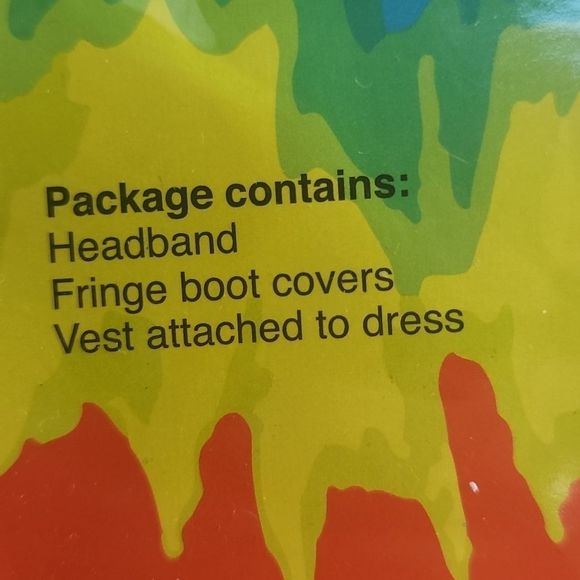 Package contains:
Headband
Fringe boot covers
Vest attached to dress